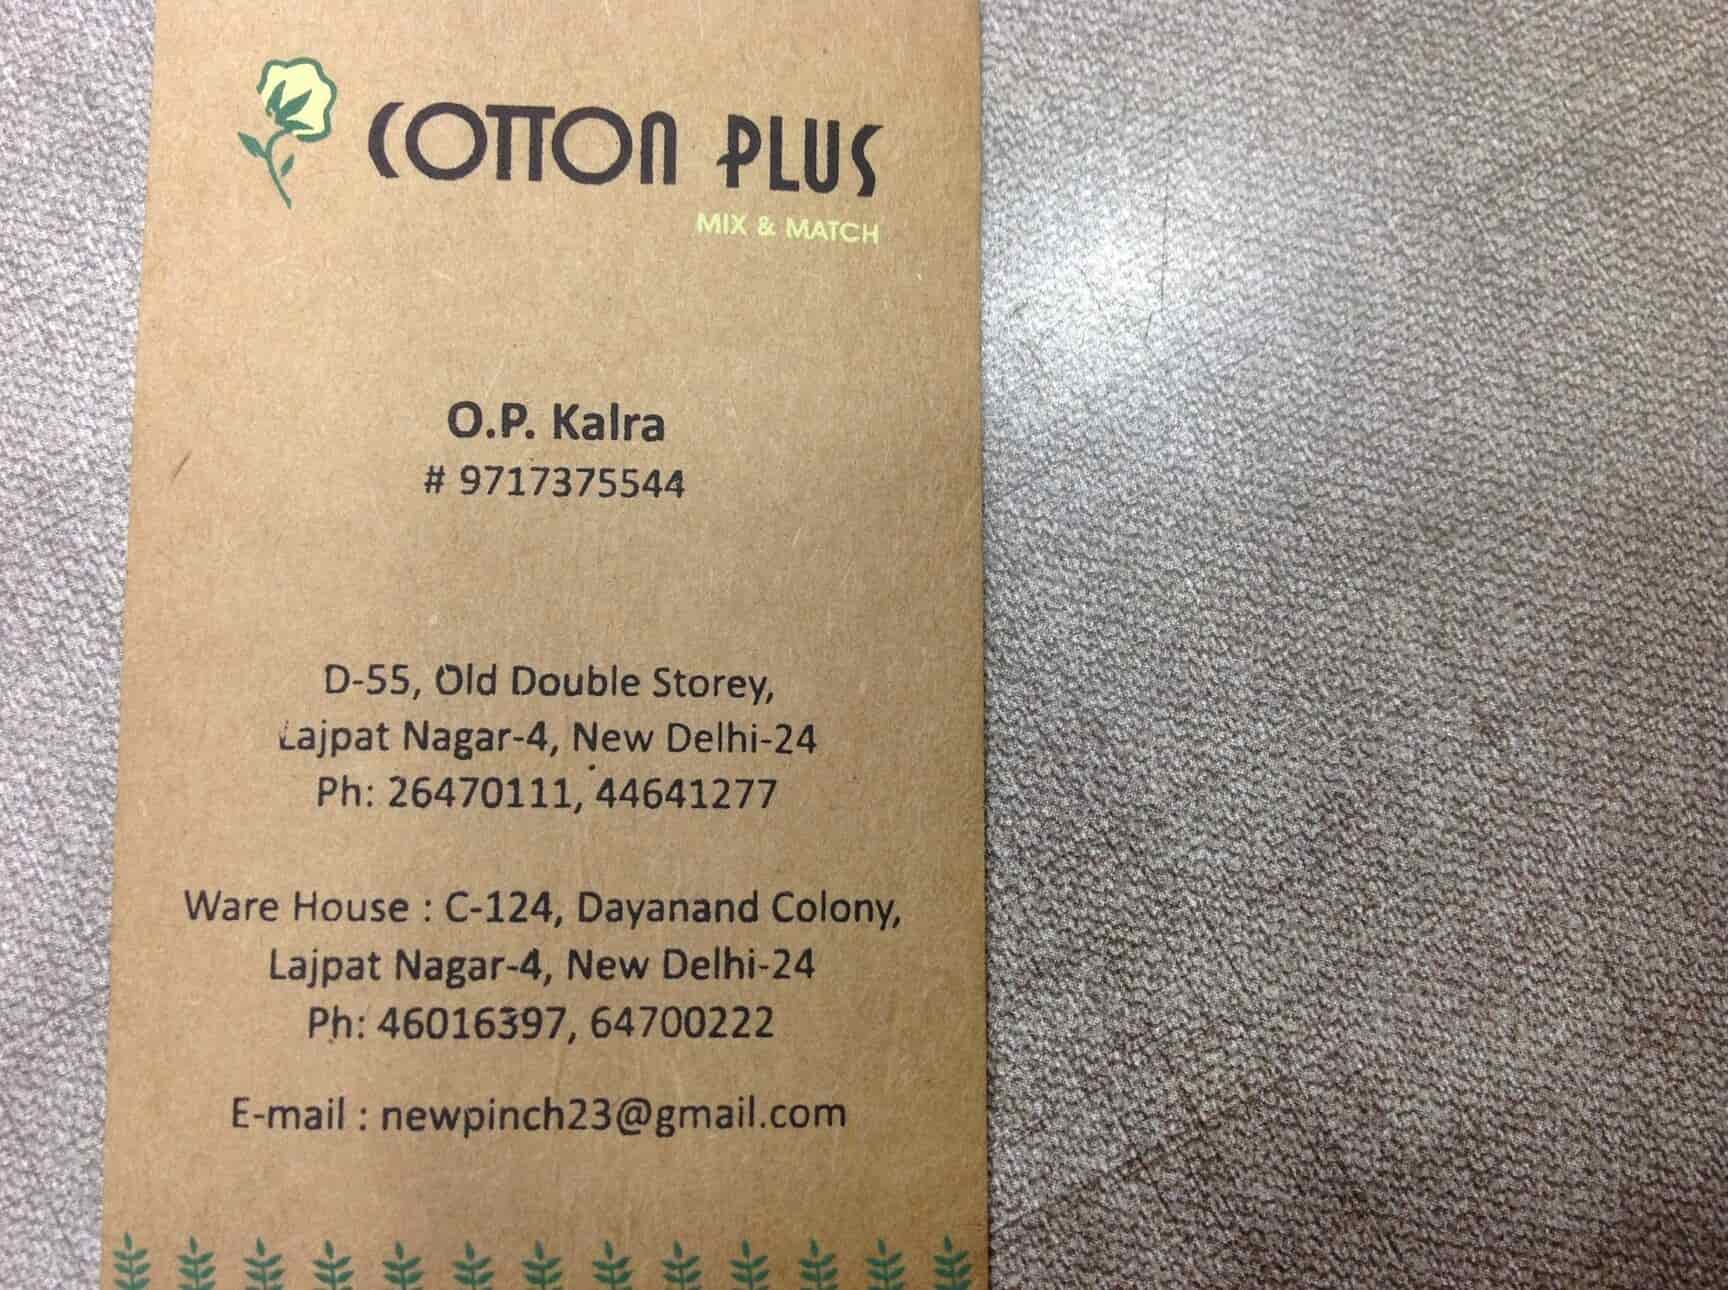 COTTON PLUS
MIX & MATCH
O.P. Kalra
# 9717375544
D-55, Old Double Storey,
Lajpat Nagar-4, New Delhi-24
Ph: 26470111, 44641277
Ware House : C-124, Dayanand Colony,
Lajpat Nagar-4, New Delhi-24
Ph: 46016397, 64700222
E-mail : newpinch23@gmail.com